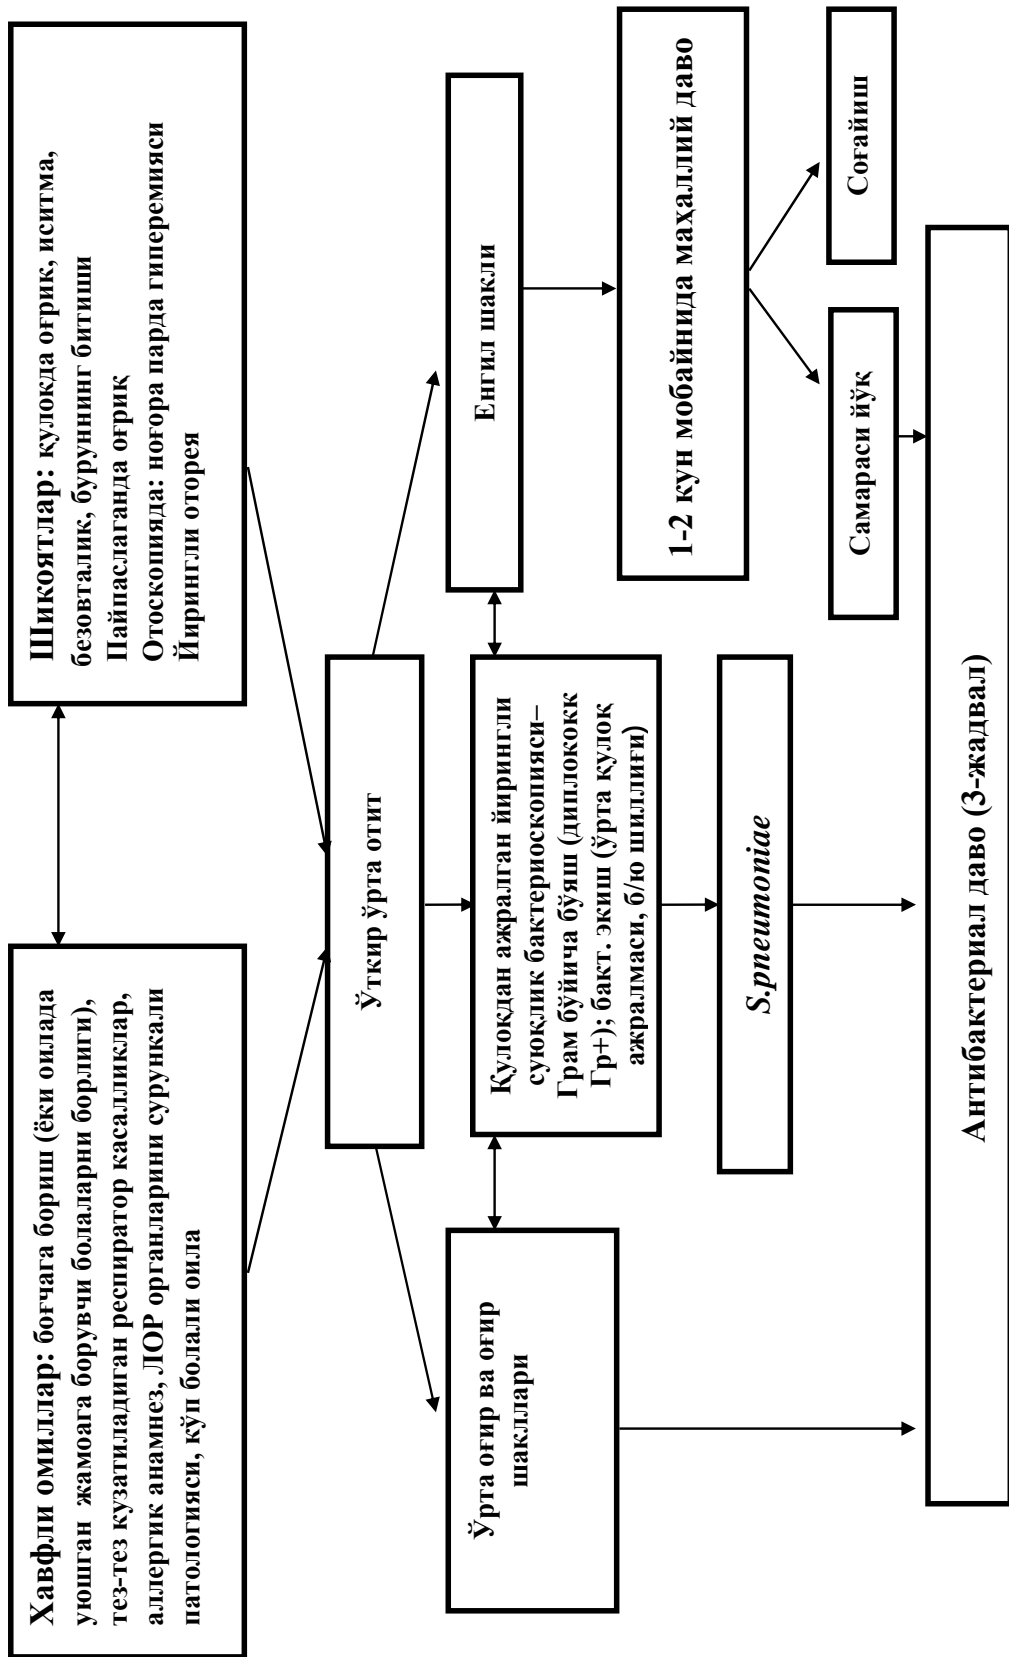 Хавфли омиллар: боғчага бориш (ёки оилада
уюшган жамоага борувчи болаларни борлиги),
тез-тез кузатиладиган респиратор касалликлар,
аллергик анамнез, ЛОР органларини сурункали
патологияси, кўп болали оила
Шикоятлар: қулокда оғрик, иситма,
безовталик, буруннинг битиши
Пайпаслаганда оғриқ
Отоскопияда: ноғора парда гиперемияси
Йирингли оторея
Ўткир ўрта отит
Ўрта оғир ва оғир
шакллари
Қулоқдан ажралган йирингли
суюқлик бактериоскопияси–
Грам бўйича бўяш (диплококк
Гр+); бакт. экиш (ўрта қулоқ
ажралмаси, б/ю шиллиғи)
Енгил шакли
S.pneumoniae
1-2 кун мобайнида маҳаллий даво
Самараси йўқ
Соғайиш
Антибактериал даво (3-жадвал)